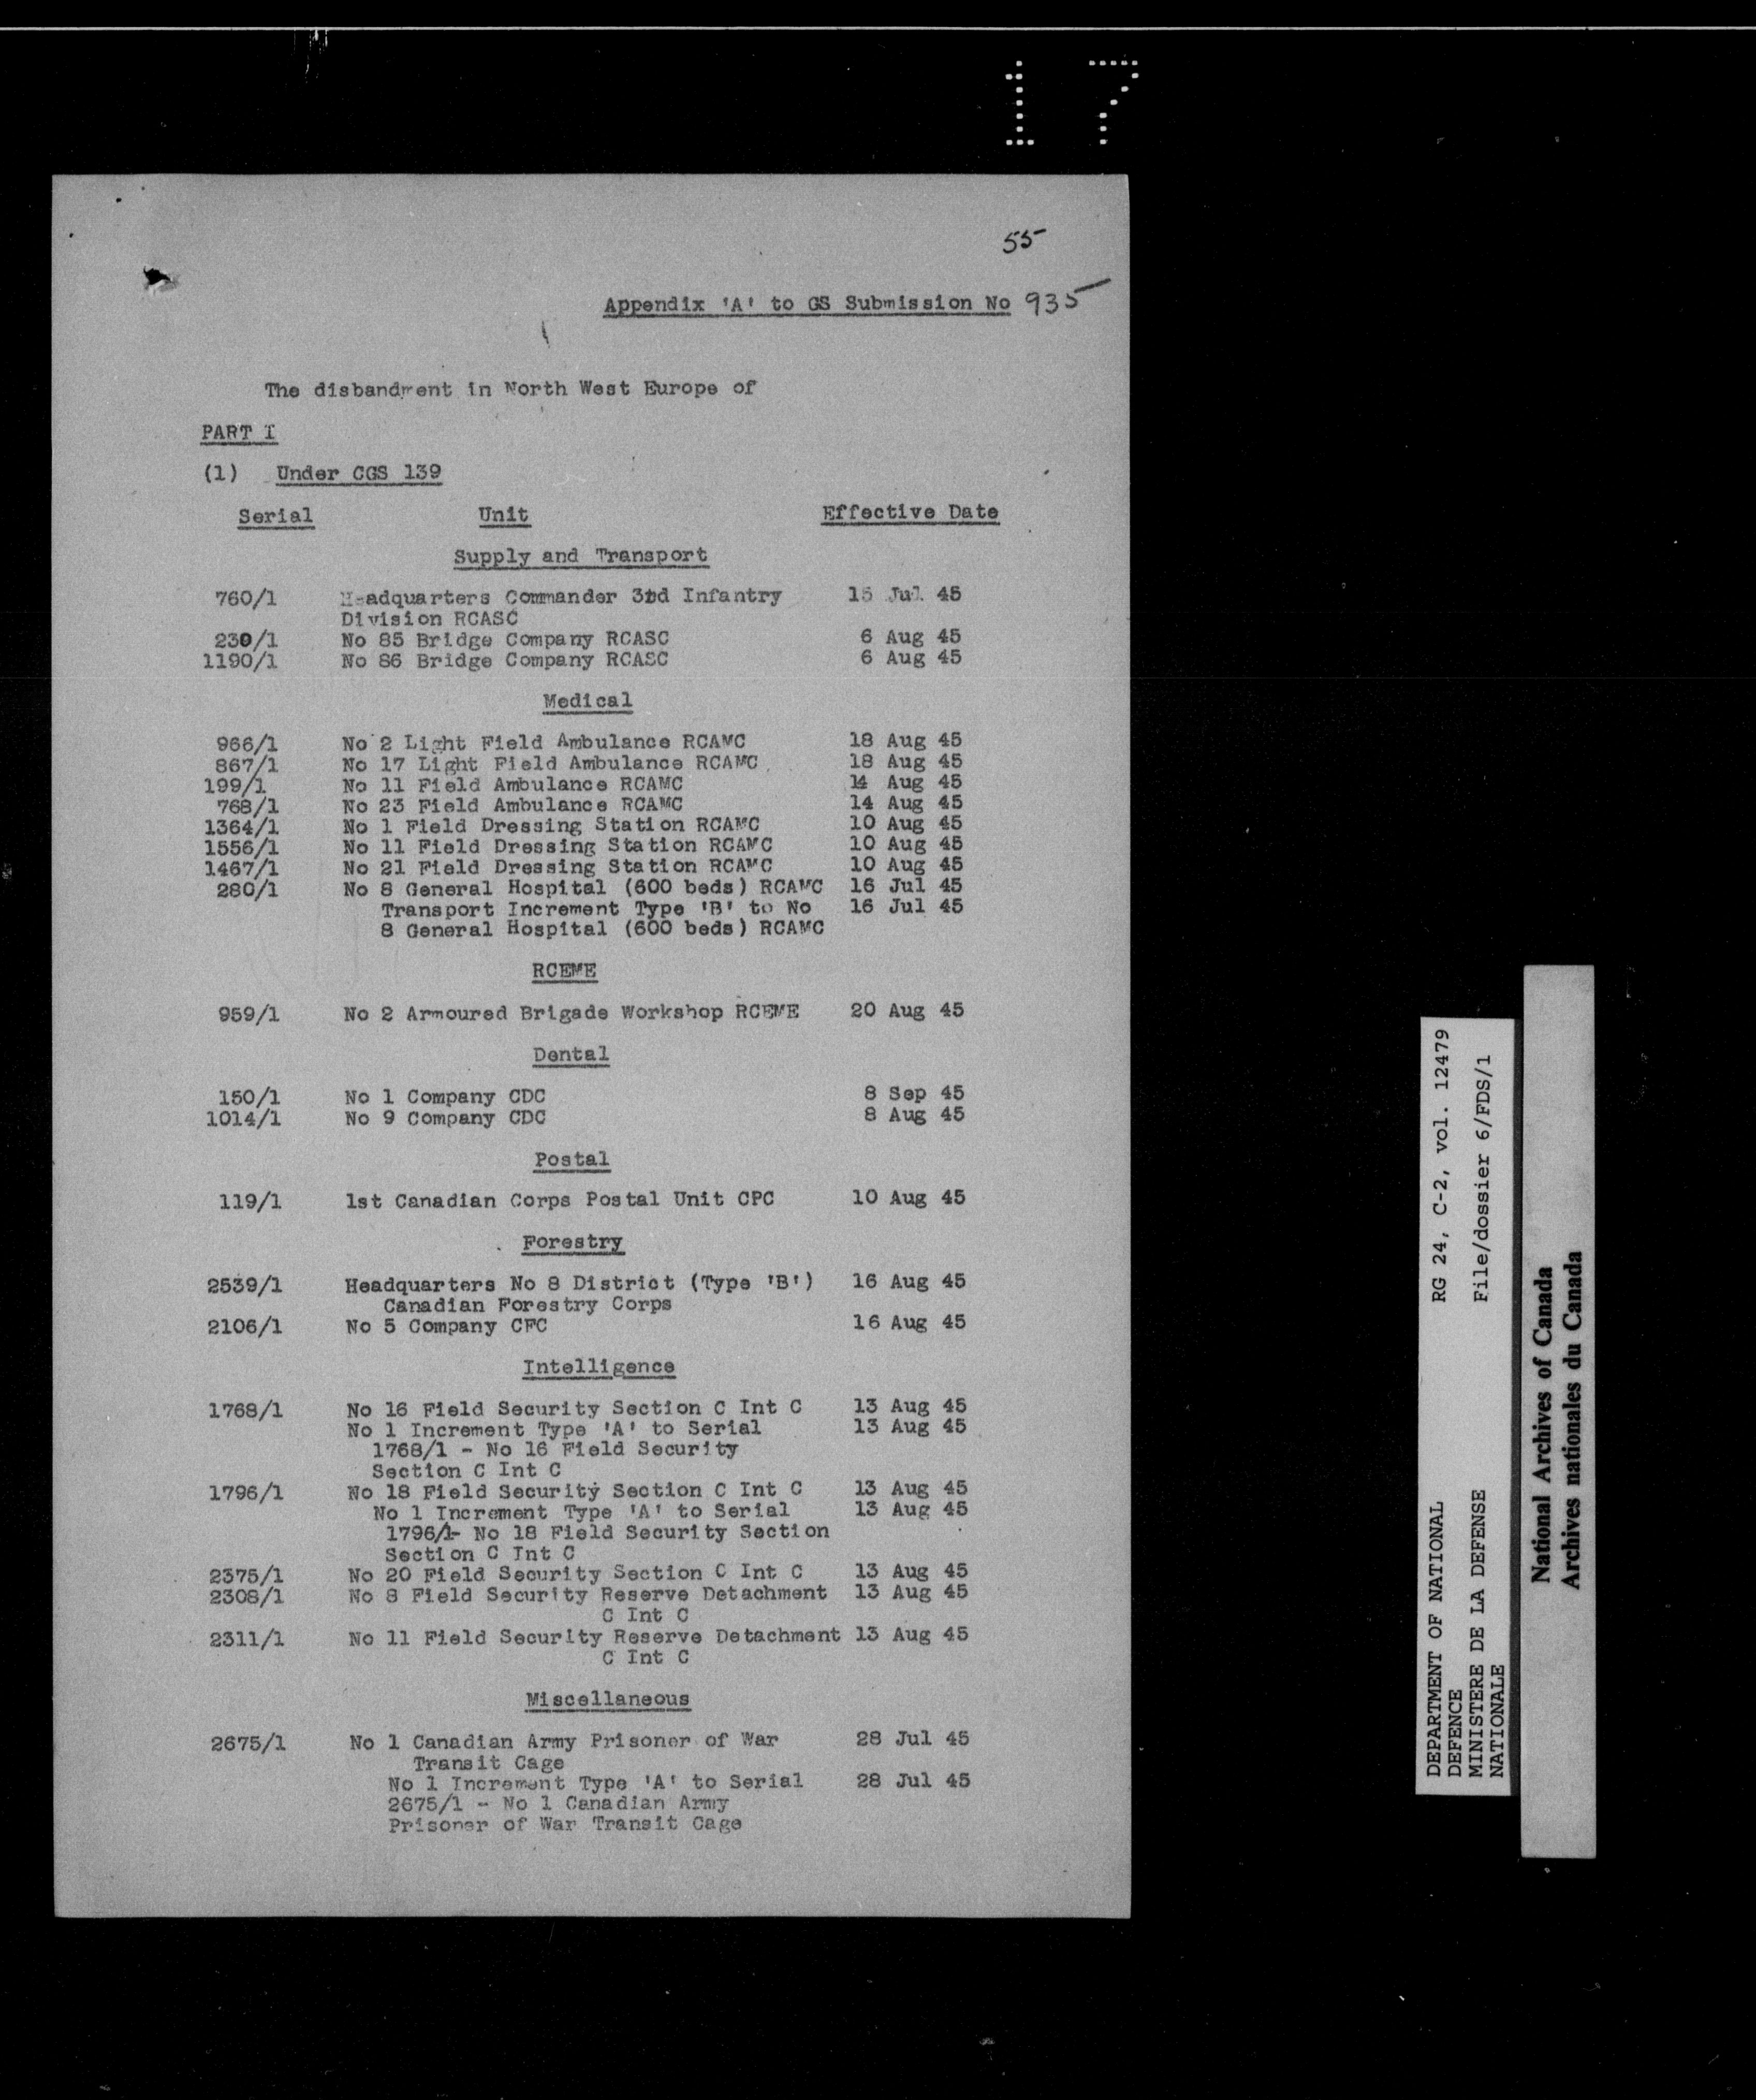 17
55
Appendix 'A' to GS Submission No 935
The disbandment in North West Europe of
PART I
(1) Under CGS 139
Serial Unit Effective Date
Supply and Transport
760/1 Headquarters Commander 3rd Infantry 15 Jul 45
Division RCASC
230/1 No 85 Bridge Company RCASC 6 Aug 45
1190/1 No 86 Bridge Company RCASC 6 Aug 45
Medical
966/1 No 2 Light Field Ambulance RCAMC 18 Aug 45
867/1 No 17 Light Field Ambulance RCAMC 18 Aug 45
199/1 No 11 Field Ambulance RCAMC 14 Aug 45
768/1 No 23 Field Ambulance RCAMC 14 Aug 45
1364/1 No 1 Field Dressing Station RCAMC 10 Aug 45
1556/1 No 11 Field Dressing Station RCAMC 10 Aug 45
1467/1 No 21 Field Dressing Station RCAMC 10 Aug 45
280/1 No 8 General Hospital (600 beds) RCAMC 16 Jul 45
Transport Increment Type 'B' to No 16 Jul 45
8 General Hospital (600 beds) RCAMC
RCEME
959/1 No 2 Armoured Brigade Workshop RCEME 20 Aug 45
Dental
150/1 No 1 Company CDC 8 Sep 45
1014/1 No 9 Company CDC 8 Aug 45
Postal
119/1 1st Canadian Corps Postal Unit CPC 10 Aug 45
Forestry
2539/1 Headquarters No 8 District (Type 'B') 16 Aug 45
Canadian Forestry Corps
2106/1 No 5 Company CFC 16 Aug 45
Intelligence
1768/1 No 16 Field Security Section C Int C 13 Aug 45
No 1 Increment Type 'A' to Serial 13 Aug 45
1768/1 - No 16 Field Security
Section C Int C
1796/1 No 18 Field Security Section C Int C 13 Aug 45
No 1 Increment Type 'A' to Serial 13 Aug 45
1796/1- No 18 Field Security Section
Section C Int C
2375/1 No 20 Field Security Section C Int C 13 Aug 45
2308/1 No 8 Field Security Reserve Detachment 13 Aug 45
C Int C
2311/1 No 11 Field Security Reserve Detachment 13 Aug 45
C Int C
Miscellaneous
2675/1 No 1 Canadian Army Prisoner of War 28 Jul 45
Transit Cage
No 1 Increment Type 'A' to Serial 28 Jul 45
2675/1 - No 1 Canadian Army
Prisoner of War Transit Cage
DEPARTMENT OF NATIONAL RG 24, C-2, vol. 12479
DEFENCE
MINISTERE DE LA DEFENSE File/dossier 6/FDS/1
NATIONALE
National Archives of Canada
Archives nationales du Canada